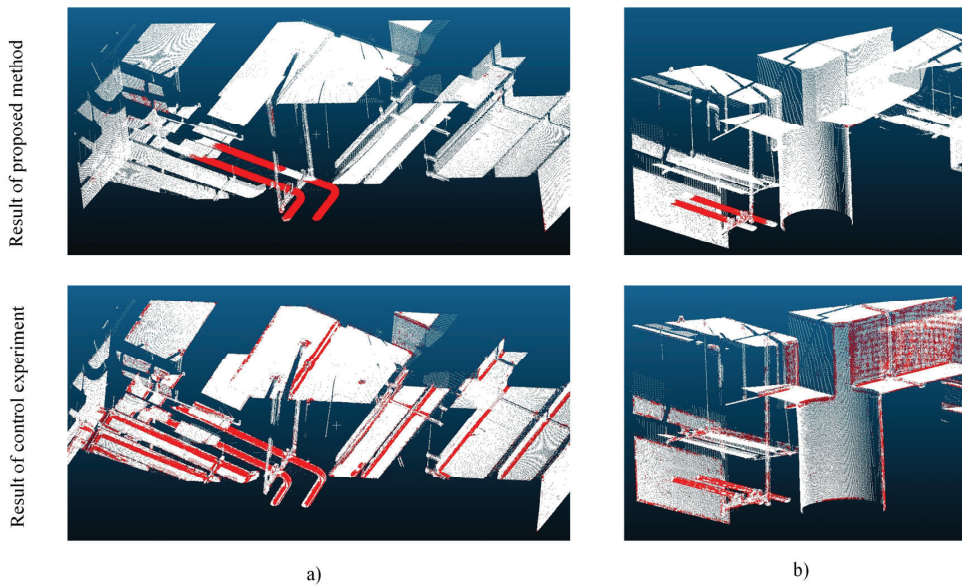 Result of proposed method
Result of control experiment
a)
b)